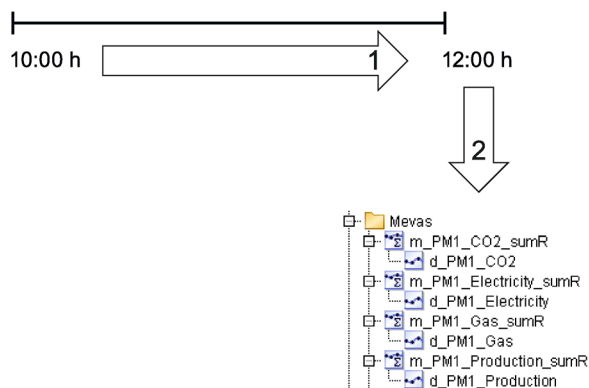 10:00 h 1 12:00 h
2
Mevas
m_PM1_CO2_sumR
d_PM1_CO2
m_PM1_Electricity_sumR
d_PM1_Electricity
m_PM1_Gas_sumR
d_PM1_Gas
m_PM1_Production_sumR
d_PM1_Production